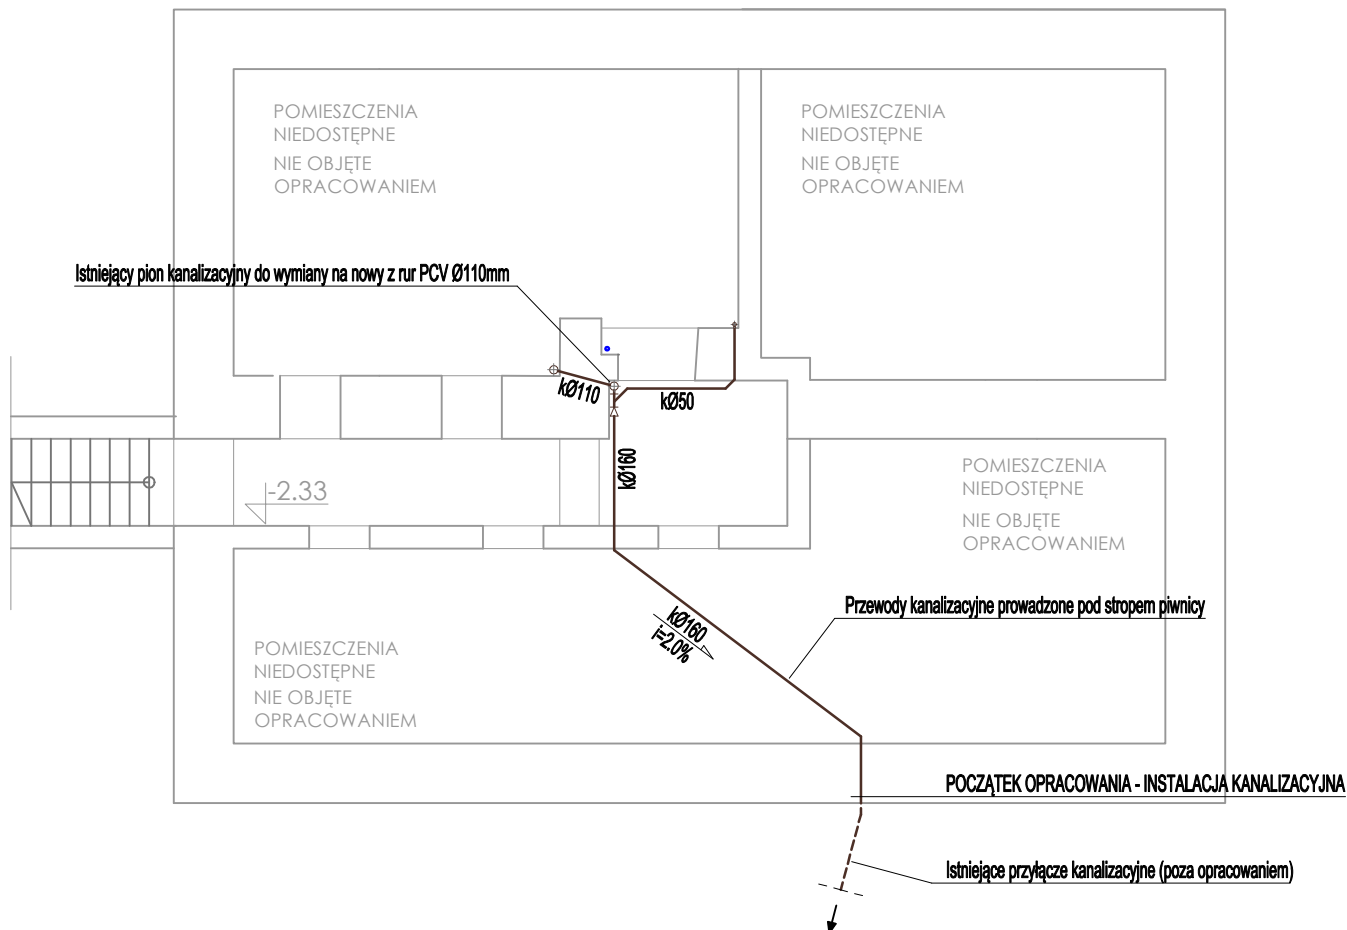 POMIESZCZENIA
NIEDOSTĘPNE
NIE OBJĘTE
OPRACOWANIEM
POMIESZCZENIA
NIEDOSTĘPNE
NIE OBJĘTE
OPRACOWANIEM
Istniejący pion kanalizacyjny do wymiany na nowy z rur PCV Ø110mm
kØ110
kØ50
kØ160
-2.33
POMIESZCZENIA
NIEDOSTĘPNE
NIE OBJĘTE
OPRACOWANIEM
Przewody kanalizacyjne prowadzone pod stropem piwnicy
kØ160
i=2.0%
POMIESZCZENIA
NIEDOSTĘPNE
NIE OBJĘTE
OPRACOWANIEM
POCZĄTEK OPRACOWANIA - INSTALACJA KANALIZACYJNA
Istniejące przyłącze kanalizacyjne (poza opracowaniem)